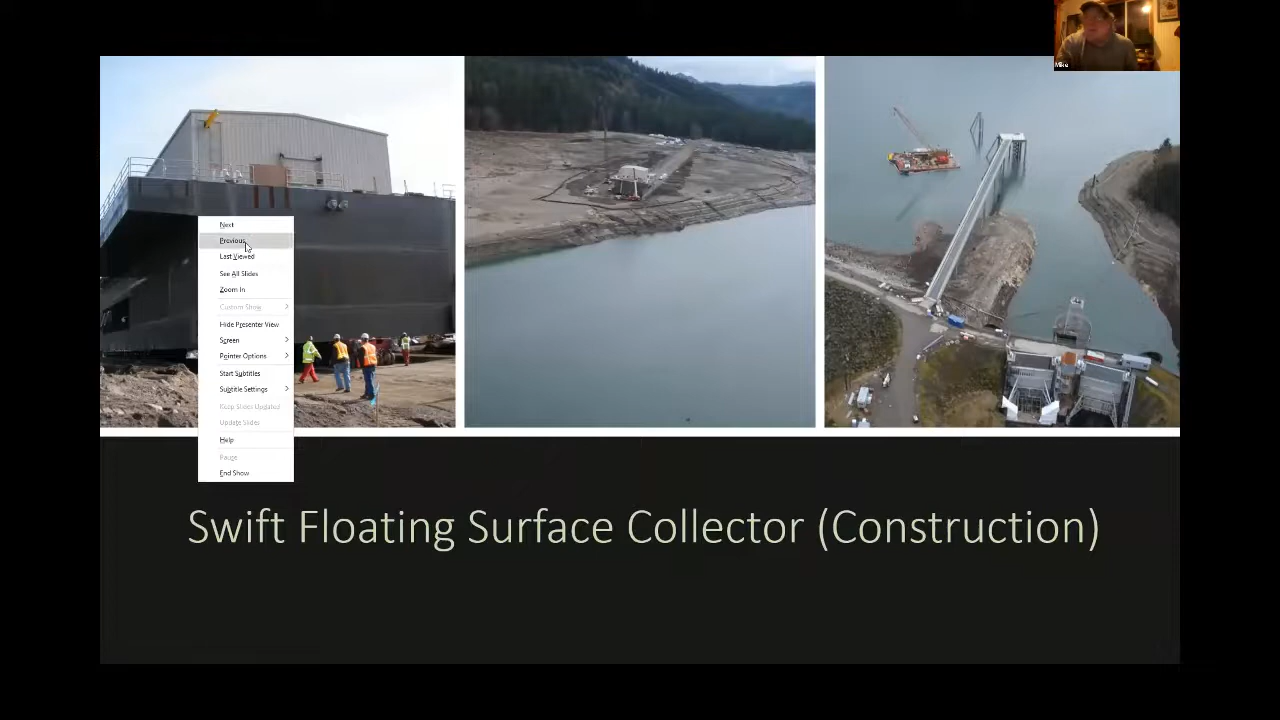 Mike
Next
Previous
Last Viewed
See All Slides
Zoom In
Custom Show
Hide Presenter View
Screen
Pointer Options
Start Subtitles
Subtitle Settings
Keep Slides Updated
Update Slides
Help
Pause
End Show
Swift Floating Surface Collector (Construction)